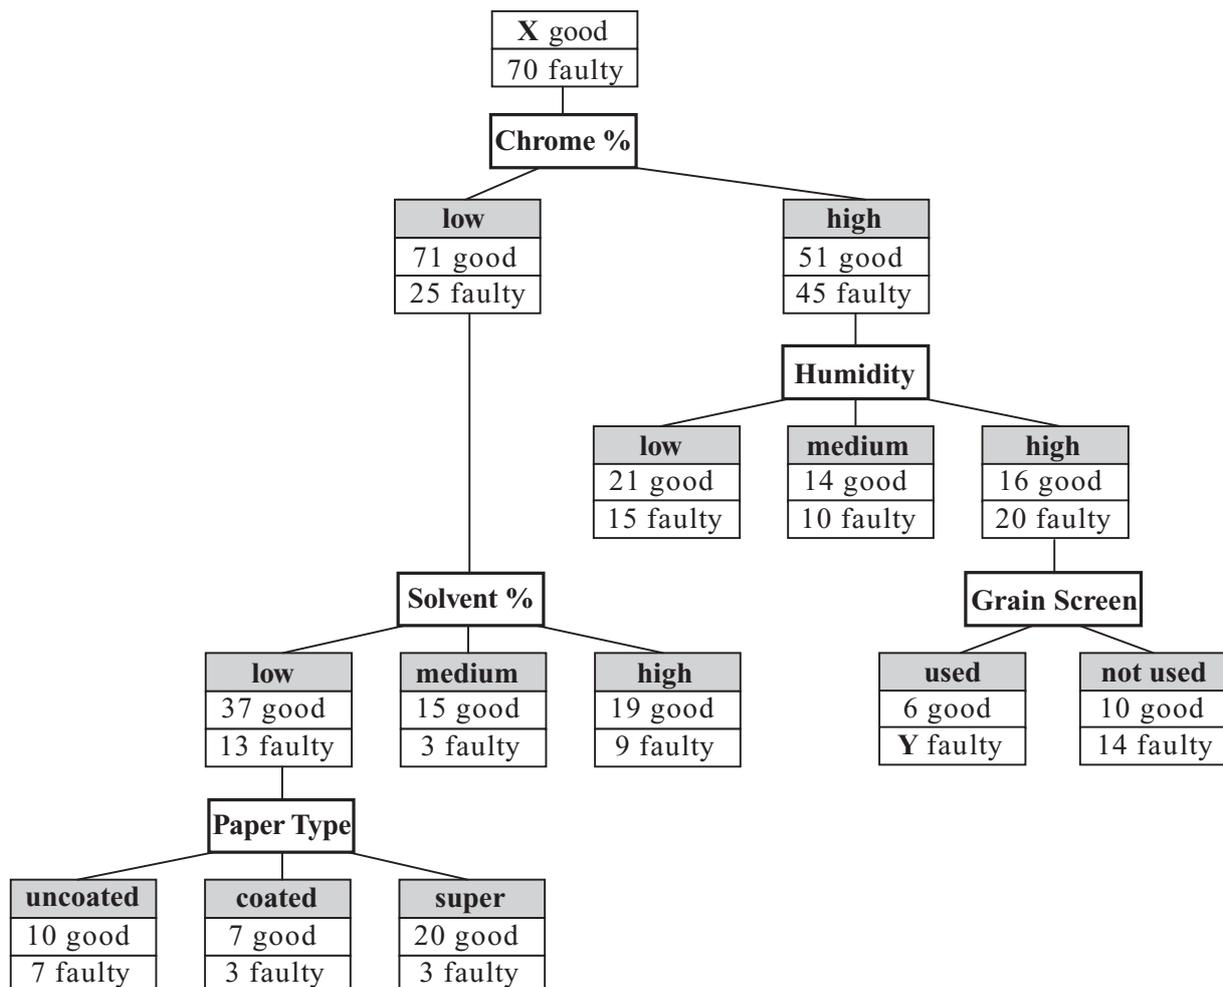 X good
70 faulty
Chrome %
low
71 good
25 faulty
high
51 good
45 faulty
Humidity
low
21 good
15 faulty
medium
14 good
10 faulty
high
16 good
20 faulty
Solvent %
low
37 good
13 faulty
medium
15 good
3 faulty
high
19 good
9 faulty
Grain Screen
used
6 good
Y faulty
not used
10 good
14 faulty
Paper Type
uncoated
10 good
7 faulty
coated
7 good
3 faulty
super
20 good
3 faulty